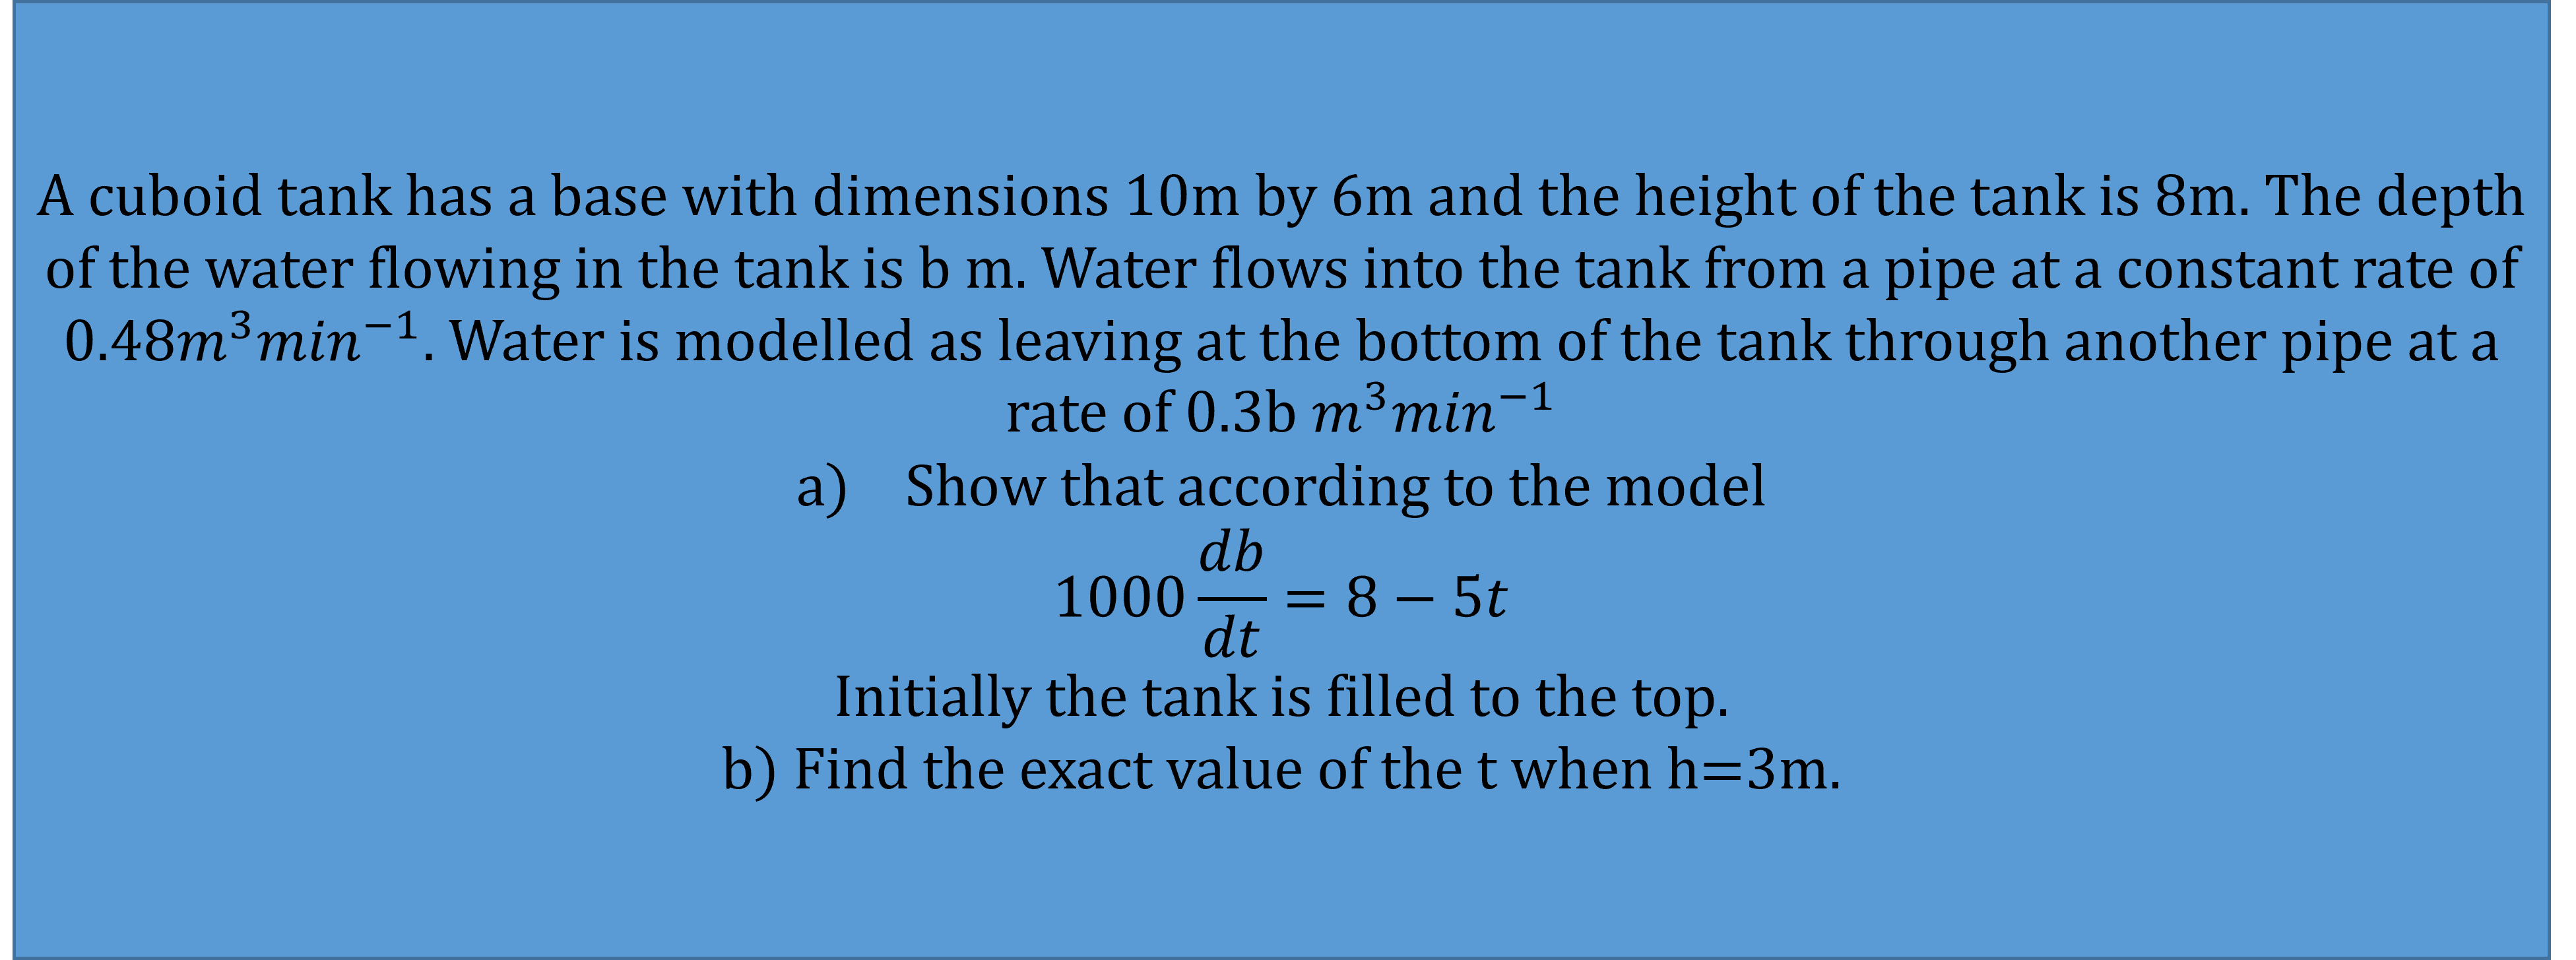 A cuboid tank has a base with dimensions 10m by 6m and the height of the tank is 8m. The depth
of the water flowing in the tank is b m. Water flows into the tank from a pipe at a constant rate of
0.48m³min⁻¹. Water is modelled as leaving at the bottom of the tank through another pipe at a
rate of 0.3b m³min⁻¹
a) Show that according to the model
1000 db/dt = 8 − 5t
Initially the tank is filled to the top.
b) Find the exact value of the t when h=3m.